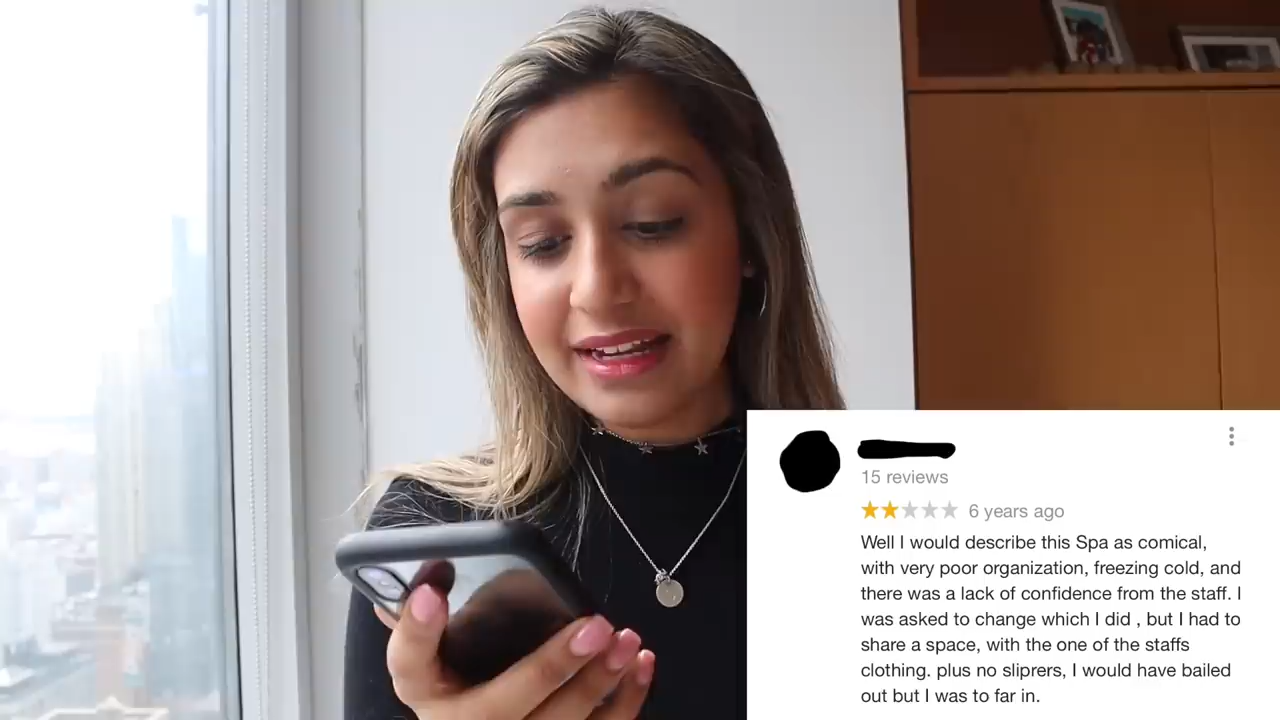 15 reviews
6 years ago
Well I would describe this Spa as comical,
with very poor organization, freezing cold, and
there was a lack of confidence from the staff. I
was asked to change which I did , but I had to
share a space, with the one of the staffs
clothing. plus no sliprers, I would have bailed
out but I was to far in.